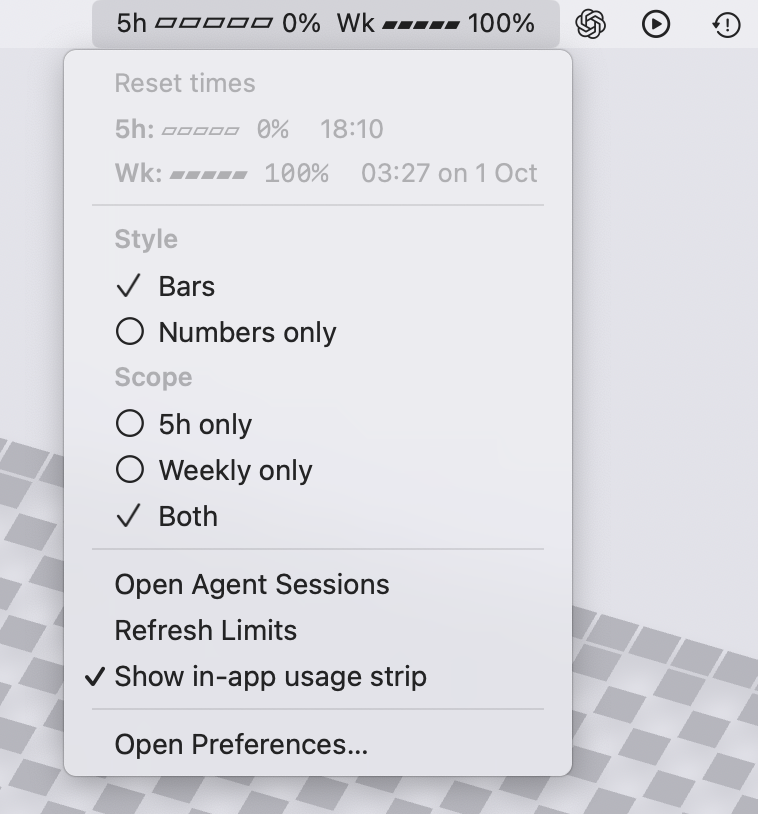 5h ▱▱▱▱▱ 0% Wk ▰▰▰▰▰ 100%
Reset times
5h: ▱▱▱▱▱ 0% 18:10
Wk: ▰▰▰▰▰ 100% 03:27 on 1 Oct
Style
Bars
Numbers only
Scope
5h only
Weekly only
Both
Open Agent Sessions
Refresh Limits
Show in-app usage strip
Open Preferences...